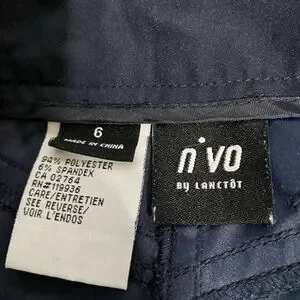 6
MADE IN CHINA
94% POLYESTER
6% SPANDEX
CA 02764
RN#119936
CARE/ENTRETIEN
SEE REVERSE/
VOIR L'ENDOS
n·vo
BY LANCTÔT